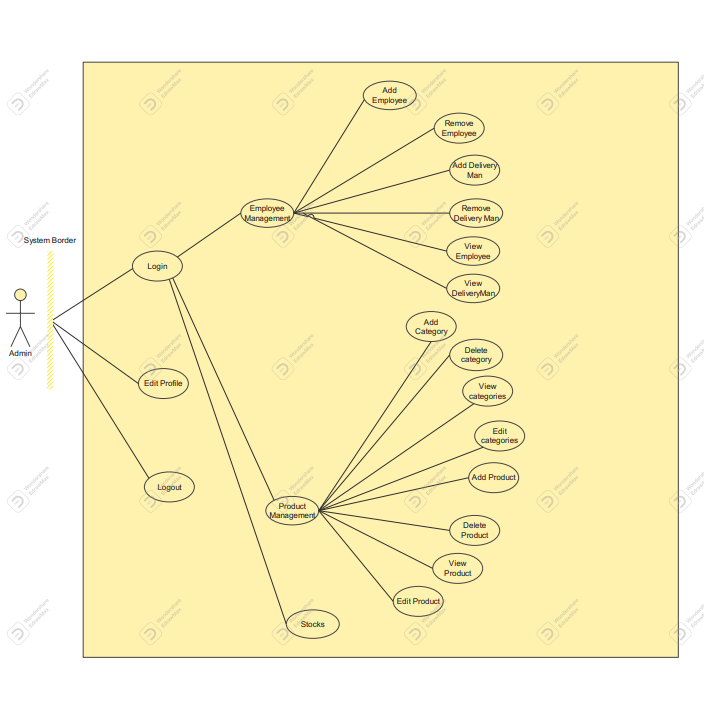 Add
Employee
Remove
Employee
Add Delivery
Man
Employee
Management
Remove
Delivery Man
System Border
View
Employee
Login
View
DeliveryMan
Admin
Add
Category
Delete
category
Edit Profile
View
categories
Edit
categories
Logout
Add Product
Product
Management
Delete
Product
View
Product
Edit Product
Stocks
Wondershare
EdrawMax